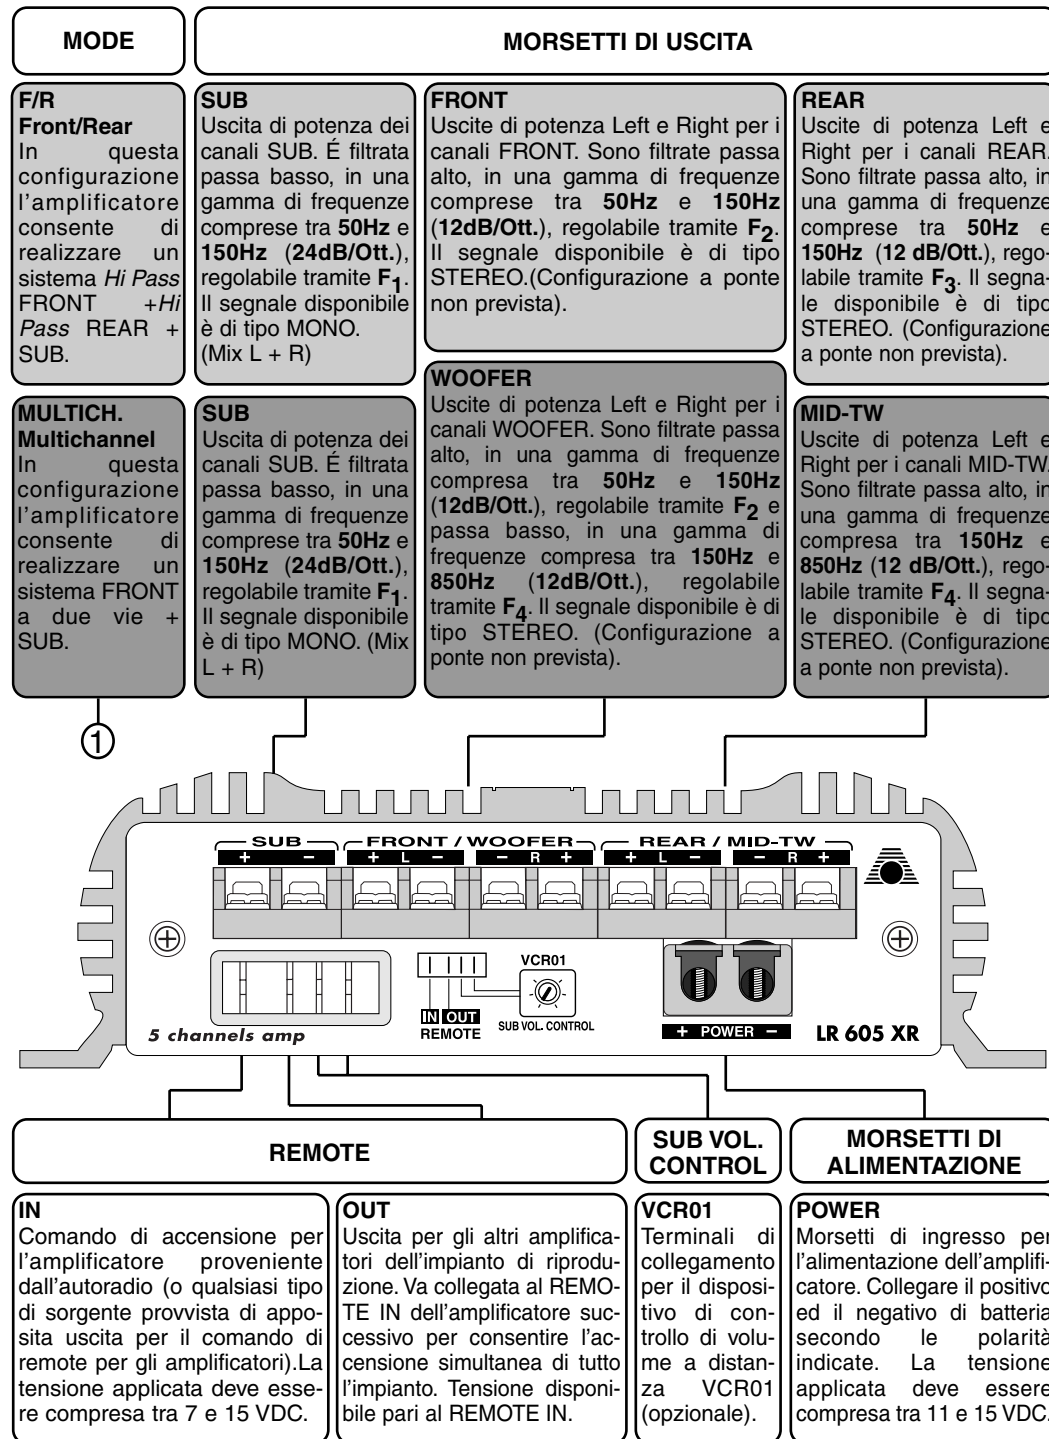 MODE
MORSETTI DI USCITA
F/R
Front/Rear
In questa
configurazione
l'amplificatore
consente di
realizzare un
sistema Hi Pass
FRONT +Hi
Pass REAR +
SUB.
SUB
Uscita di potenza dei
canali SUB. É filtrata
passa basso, in una
gamma di frequenze
comprese tra 50Hz e
150Hz (24dB/Ott.),
regolabile tramite F1.
Il segnale disponibile
è di tipo MONO.
(Mix L + R)
FRONT
Uscite di potenza Left e Right per i
canali FRONT. Sono filtrate passa
alto, in una gamma di frequenze
comprese tra 50Hz e 150Hz
(12dB/Ott.), regolabile tramite F2.
Il segnale disponibile è di tipo
STEREO.(Configurazione a ponte
non prevista).
REAR
Uscite di potenza Left e
Right per i canali REAR.
Sono filtrate passa alto, in
una gamma di frequenze
comprese tra 50Hz e
150Hz (12 dB/Ott.), rego-
labile tramite F3. Il segna-
le disponibile è di tipo
STEREO. (Configurazione
a ponte non prevista).
MULTICH.
Multichannel
In questa
configurazione
l'amplificatore
consente di
realizzare un
sistema FRONT
a due vie +
SUB.
SUB
Uscita di potenza dei
canali SUB. É filtrata
passa basso, in una
gamma di frequenze
comprese tra 50Hz e
150Hz (24dB/Ott.),
regolabile tramite F1.
Il segnale disponibile
è di tipo MONO. (Mix
L + R)
WOOFER
Uscite di potenza Left e Right per i
canali WOOFER. Sono filtrate passa
alto, in una gamma di frequenze
compresa tra 50Hz e 150Hz
(12dB/Ott.), regolabile tramite F2 e
passa basso, in una gamma di
frequenze compresa tra 150Hz e
850Hz (12dB/Ott.), regolabile
tramite F4. Il segnale disponibile è di
tipo STEREO. (Configurazione a
ponte non prevista).
MID-TW
Uscite di potenza Left e
Right per i canali MID-TW.
Sono filtrate passa alto, in
una gamma di frequenze
compresa tra 150Hz e
850Hz (12 dB/Ott.), rego-
labile tramite F4. Il segna-
le disponibile è di tipo
STEREO. (Configurazione
a ponte non prevista).
1
SUB FRONT / WOOFER REAR / MID-TW
+ - + L - - R + + L - - R +
VCR01
IN OUT
REMOTE
SUB VOL. CONTROL
+ POWER -
5 channels amp
LR 605 XR
REMOTE
SUB VOL.
CONTROL
MORSETTI DI
ALIMENTAZIONE
IN
Comando di accensione per
l'amplificatore proveniente
dall'autoradio (o qualsiasi tipo
di sorgente provvista di appo-
sita uscita per il comando di
remote per gli amplificatori).La
tensione applicata deve esse-
re compresa tra 7 e 15 VDC.
OUT
Uscita per gli altri amplifica-
tori dell'impianto di riprodu-
zione. Va collegata al REMO-
TE IN dell'amplificatore suc-
cessivo per consentire l'ac-
censione simultanea di tutto
l'impianto. Tensione disponi-
bile pari al REMOTE IN.
VCR01
Terminali di
collegamento
per il disposi-
tivo di con-
trollo di volu-
me a distan-
za VCR01
(opzionale).
POWER
Morsetti di ingresso per
l'alimentazione dell'amplifi-
catore. Collegare il positivo
ed il negativo di batteria
secondo le polarità
indicate. La tensione
applicata deve essere
compresa tra 11 e 15 VDC.